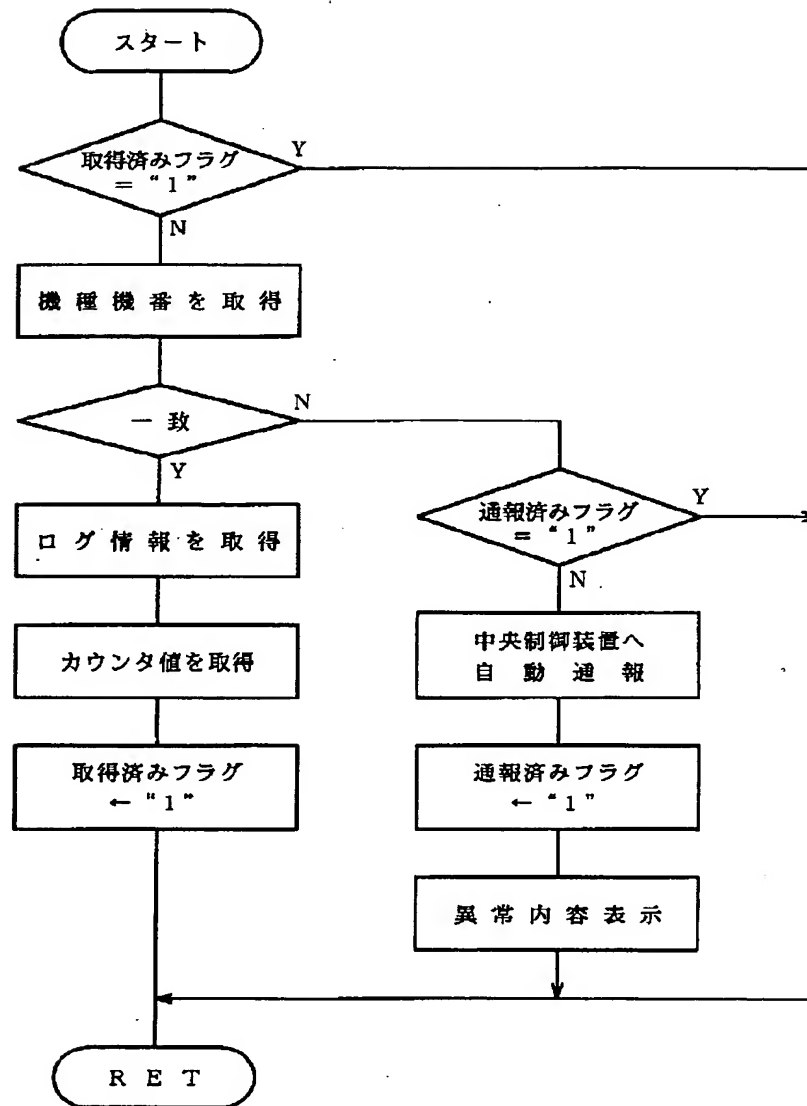 スタート
取得済みフラグ
= “1”
Y
N
機種機番を取得
一致
N
Y
ログ情報を取得
カウンタ値を取得
取得済みフラグ
← “1”
通報済みフラグ
= “1”
Y
N
中央制御装置へ
自動通報
通報済みフラグ
← “1”
異常内容表示
RET